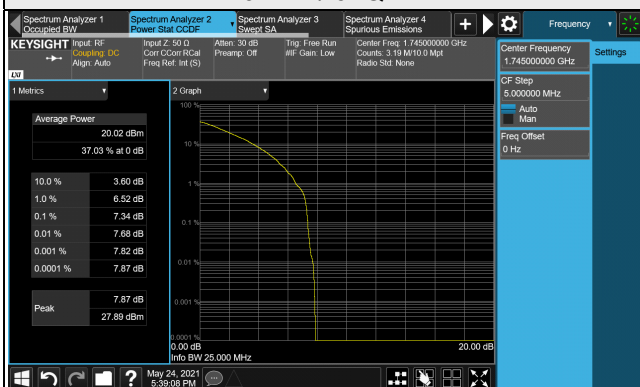 Spectrum Analyzer 1
Occupied BW
Spectrum Analyzer 2
Power Stat CCDF
Spectrum Analyzer 3
Swept SA
Spectrum Analyzer 4
Spurious Emissions
Frequency
KEYSIGHT
Input: RF
Coupling: DC
Align: Auto
Input Z: 50 Ω
Corr CCorr RCal
Freq Ref: Int (S)
Atten: 30 dB
Preamp: Off
Trig: Free Run
#IF Gain: Low
Center Freq: 1.745000000 GHz
Counts: 3.19 M/10.0 Mpt
Radio Std: None
LXI
Center Frequency
1.745000000 GHz
Settings
CF Step
5.000000 MHz
Auto
Man
Freq Offset
0 Hz
1 Metrics
Average Power
20.02 dBm
37.03 % at 0 dB
10.0 % 3.60 dB
1.0 % 6.52 dB
0.1 % 7.34 dB
0.01 % 7.68 dB
0.001 % 7.82 dB
0.0001 % 7.87 dB
Peak
7.87 dB
27.89 dBm
2 Graph
100 %
10 %
1 %
0.1 %
0.01 %
0.001 %
0.0001 %
0.00 dB
20.00 dB
Info BW 25.000 MHz
?
May 24, 2021
5:39:08 PM